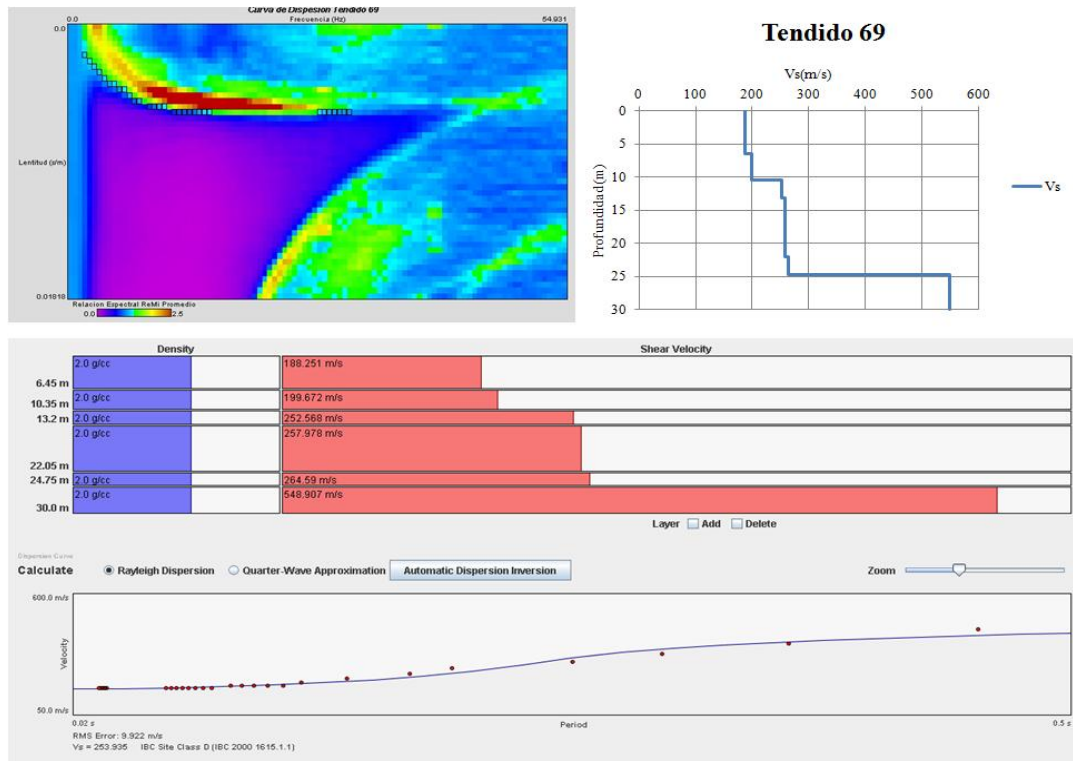 Curva de Dispesión Tendido 69
0.0 Frecuencia (Hz) 54.931
0.0
Lentitud (s/m)
0.01818
Relacion Espectral ReMi Promedio
0.0 2.5
Tendido 69
Vs(m/s)
0 100 200 300 400 500 600
0
5
10
15
20
25
30
Profundidad(m)
Vs
Density Shear Velocity
2.0 g/cc 188.251 m/s
6.45 m
2.0 g/cc 199.672 m/s
10.35 m
13.2 m 2.0 g/cc 252.568 m/s
2.0 g/cc 257.978 m/s
22.05 m
24.75 m 2.0 g/cc 264.59 m/s
2.0 g/cc 548.907 m/s
30.0 m
Layer Add Delete
Dispersion Curve
Calculate Rayleigh Dispersion Quarter-Wave Approximation Automatic Dispersion Inversion Zoom
600.0 m/s
Velocity
50.0 m/s
0.02 s Period 0.5 s
RMS Error: 9.922 m/s
Vs = 253.935 IBC Site Class D (IBC 2000 1615.1.1)